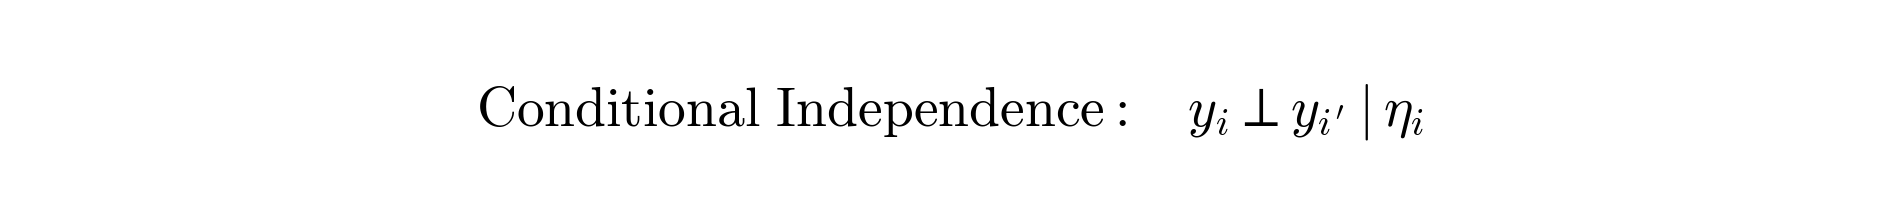 Conditional Independence : y_i ⊥ y_{i'} | η_i